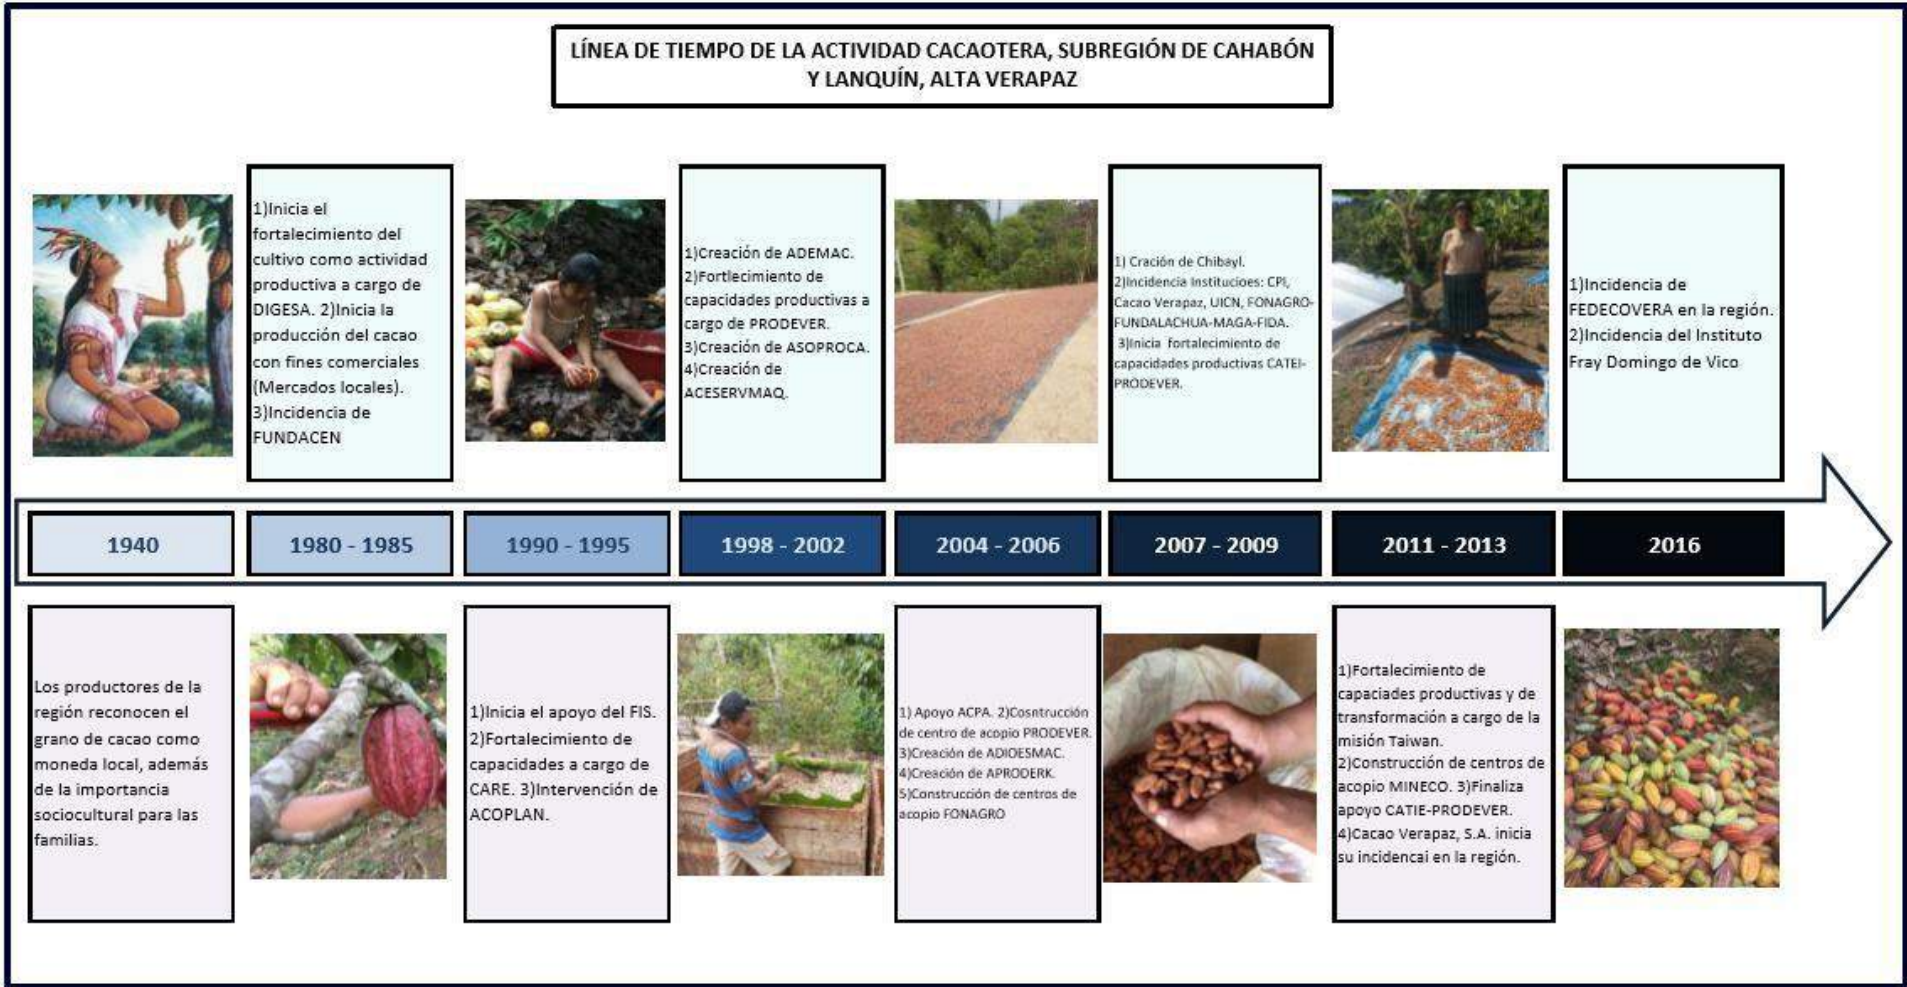 LÍNEA DE TIEMPO DE LA ACTIVIDAD CACAOTERA, SUBREGIÓN DE CAHABÓN
Y LANQUÍN, ALTA VERAPAZ
1)Inicia el
fortalecimiento del
cultivo como actividad
productiva a cargo de
DIGESA. 2)Inicia la
producción del cacao
con fines comerciales
(Mercados locales).
3)Incidencia de
FUNDACEN
1)Creación de ADEMAC.
2)Fortlecimiento de
capacidades productivas a
cargo de PRODEVER.
3)Creación de ASOPROCA.
4)Creación de
ACESERVMAQ.
1) Cración de Chibayl.
2)Incidencia Institucioes: CPI,
Cacao Verapaz, UICN, FONAGRO-
FUNDALACHUA-MAGA-FIDA.
3)Inicia fortalecimiento de
capacidades productivas CATEI-
PRODEVER.
1)Incidencia de
FEDECOVERA en la región.
2)Incidencia del Instituto
Fray Domingo de Vico
1940
1980 - 1985
1990 - 1995
1998 - 2002
2004 - 2006
2007 - 2009
2011 - 2013
2016
Los productores de la
región reconocen el
grano de cacao como
moneda local, además
de la importancia
sociocultural para las
familias.
1)Inicia el apoyo del FIS.
2)Fortalecimiento de
capacidades a cargo de
CARE. 3)Intervención de
ACOPLAN.
1) Apoyo ACPA. 2)Cosntrucción
de centro de acopio PRODEVER.
3)Creación de ADIOESMAC.
4)Creación de APRODERK.
5)Construcción de centros de
acopio FONAGRO
1)Fortalecimiento de
capaciades productivas y de
transformación a cargo de la
misión Taiwan.
2)Construcción de centros de
acopio MINECO. 3)Finaliza
apoyo CATIE-PRODEVER.
4)Cacao Verapaz, S.A. inicia
su incidencai en la región.